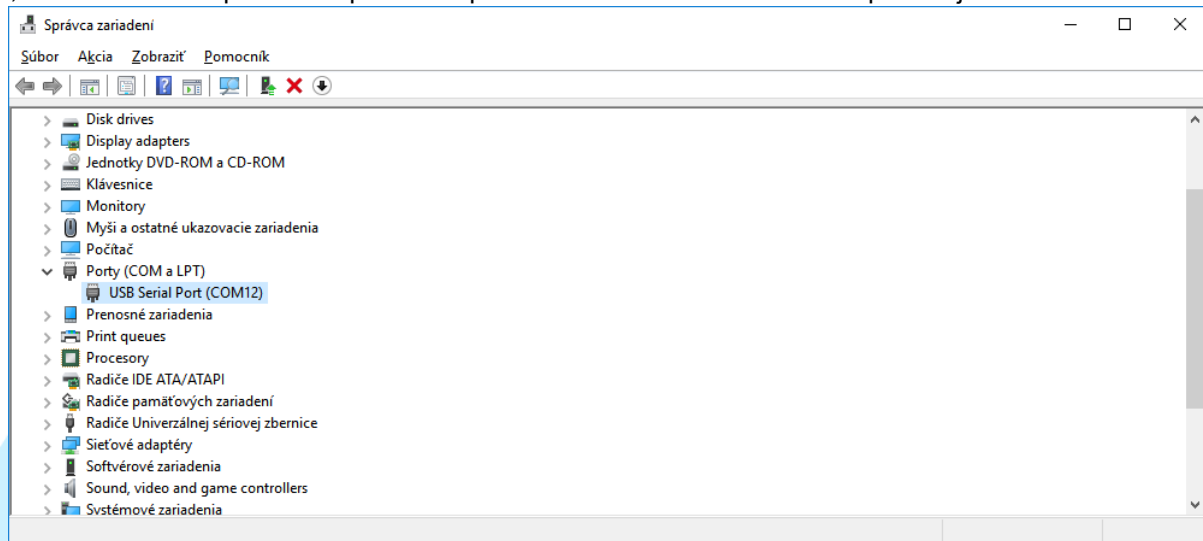 Správca zariadení
Súbor Akcia Zobraziť Pomocník
Disk drives
Display adapters
Jednotky DVD-ROM a CD-ROM
Klávesnice
Monitory
Myši a ostatné ukazovacie zariadenia
Počítač
Porty (COM a LPT)
USB Serial Port (COM12)
Prenosné zariadenia
Print queues
Procesory
Radiče IDE ATA/ATAPI
Radiče pamäťových zariadení
Radiče Univerzálnej sériovej zbernice
Sieťové adaptéry
Softvérové zariadenia
Sound, video and game controllers
Systémové zariadenia